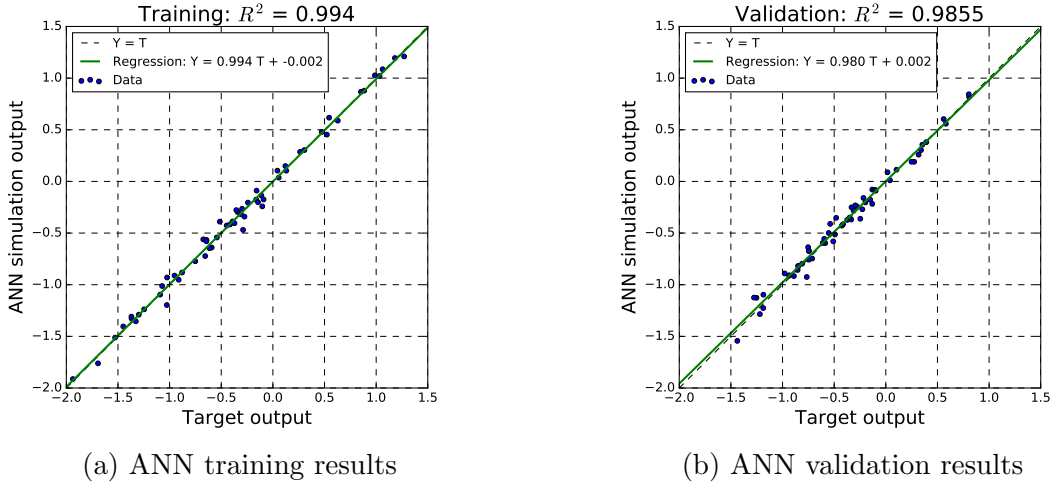 Training: R² = 0.994
1.5
1.0
0.5
0.0
−0.5
−1.0
−1.5
−2.0
−2.0 −1.5 −1.0 −0.5 0.0 0.5 1.0 1.5
ANN simulation output
Target output
Y = T
Regression: Y = 0.994 T + -0.002
Data
(a) ANN training results
Validation: R² = 0.9855
1.5
1.0
0.5
0.0
−0.5
−1.0
−1.5
−2.0
−2.0 −1.5 −1.0 −0.5 0.0 0.5 1.0 1.5
ANN simulation output
Target output
Y = T
Regression: Y = 0.980 T + 0.002
Data
(b) ANN validation results